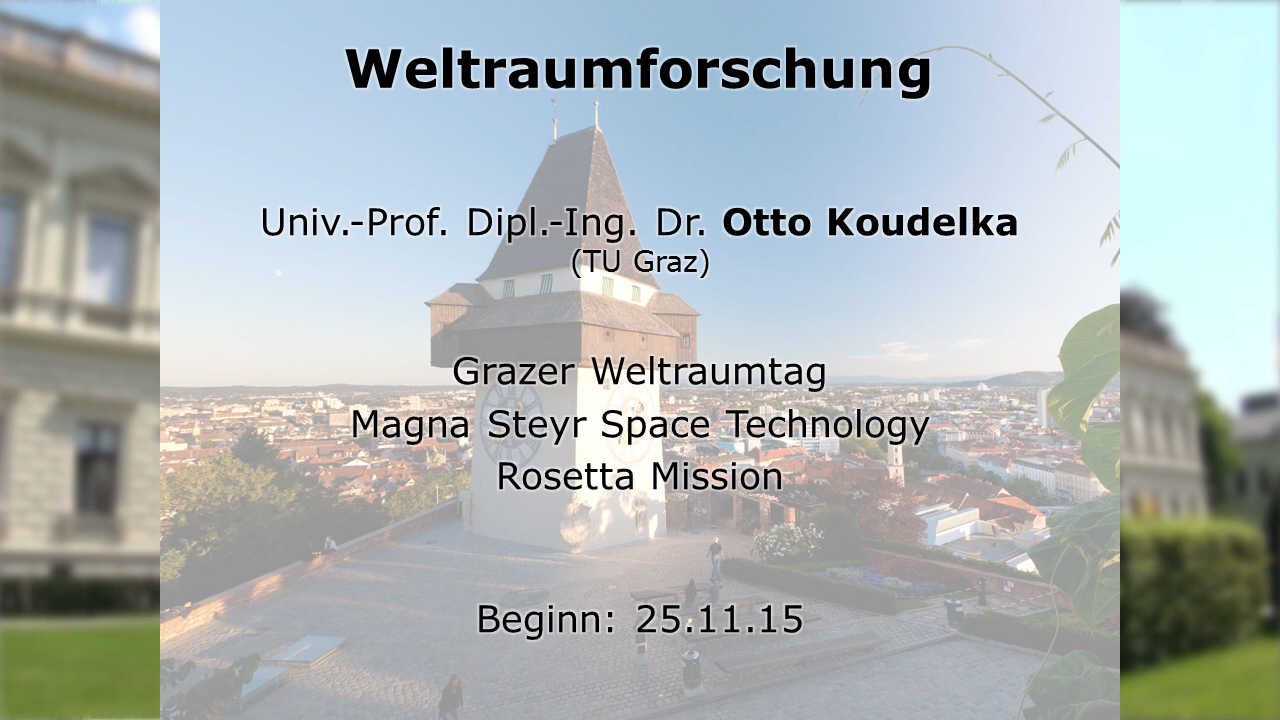 Weltraumforschung
Univ.-Prof. Dipl.-Ing. Dr. Otto Koudelka
(TU Graz)
Grazer Weltraumtag
Magna Steyr Space Technology
Rosetta Mission
Beginn: 25.11.15